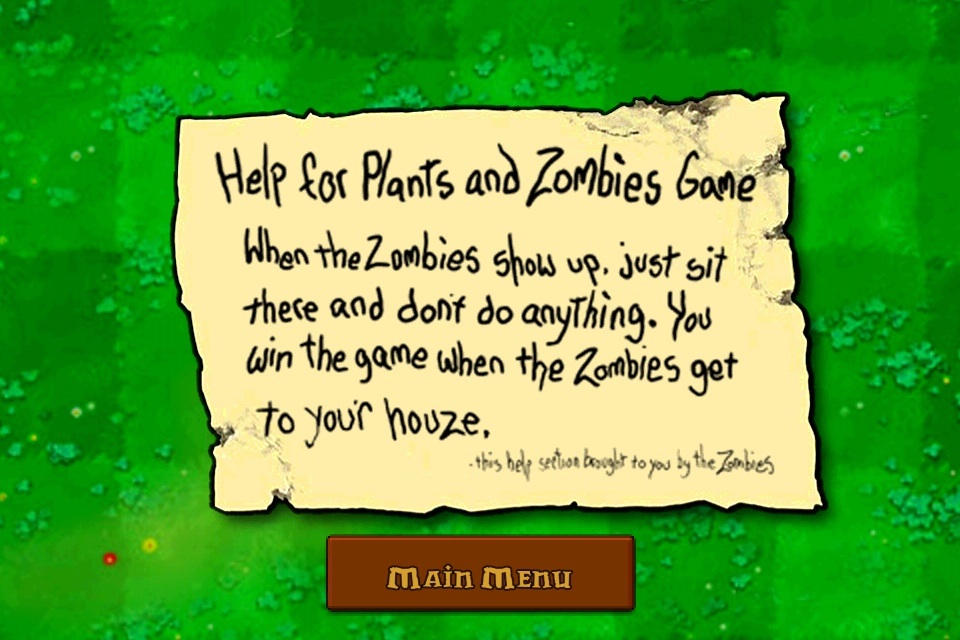 Help for Plants and Zombies Game
When the Zombies show up, just sit
there and don't do anything. You
win the game when the Zombies get
to you'r houze.
-this help section brought to you by the Zombies
Main Menu